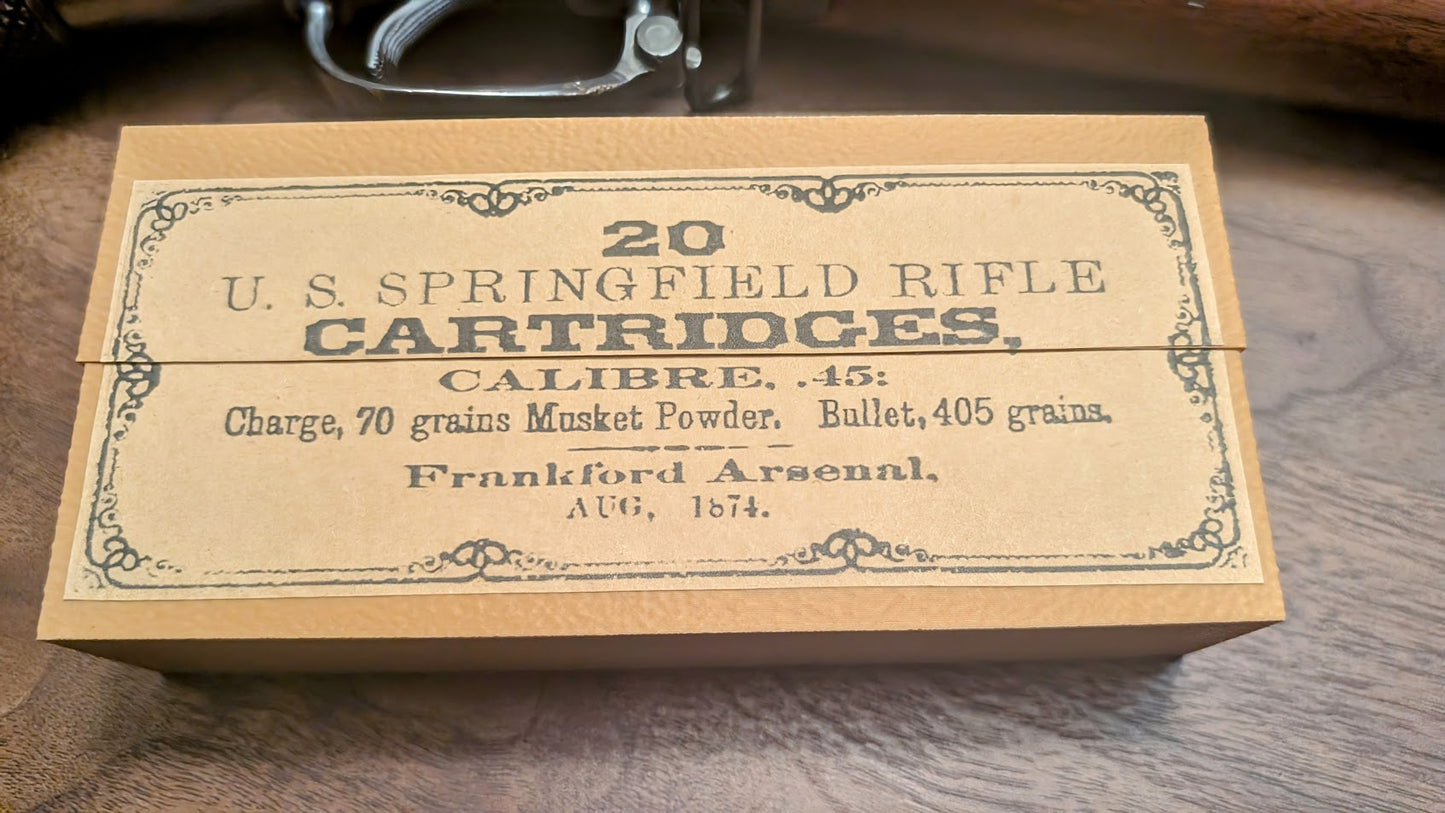 20
U. S. SPRINGFIELD RIFLE
CARTRIDGES,
CALIBRE, .45:
Charge, 70 grains Musket Powder. Bullet, 405 grains.
Frankford Arsenal,
AUG, 1874.